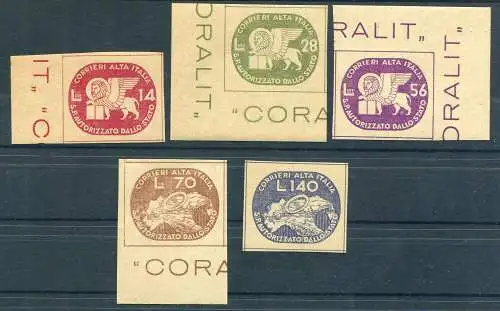 IT„
"CO
CORRIERI ALTA ITALIA
L 14
S.P. AUTORIZZATO DALLO STATO
ORALIT„
"CORA
CORRIERI ALTA ITALIA
L 28
S.P. AUTORIZZATO DALLO STATO
ALIT„
ORALIT
CORRIERI ALTA ITALIA
L 56
S.P. AUTORIZZATO DALLO STATO
CORRIERI ALTA ITALIA
L. 70
S.P. AUTORIZZATO DALLO STATO
"CORA
CORRIERI ALTA ITALIA
L. 140
S.P. AUTORIZZATO DALLO STATO